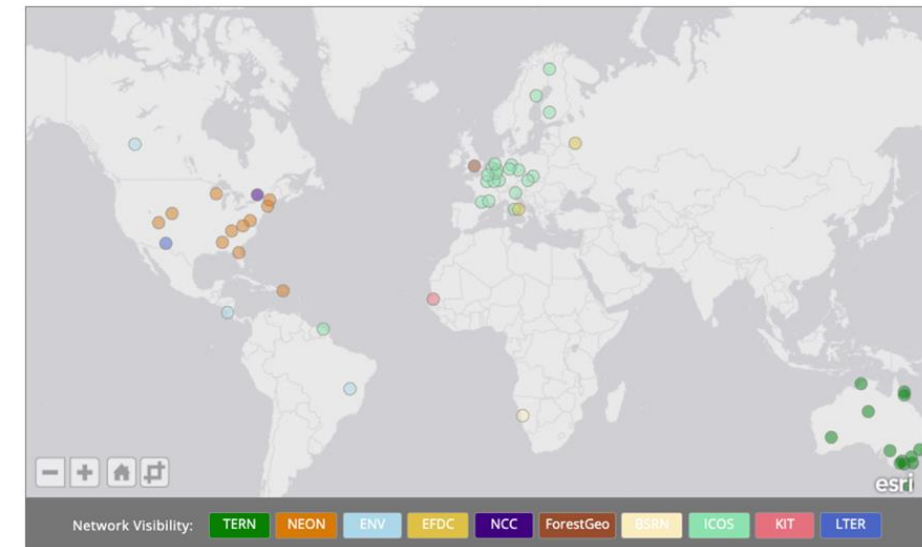 esri
Network Visibility: TERN NEON ENV EFDC NCC ForestGeo BSRN ICOS KIT LTER